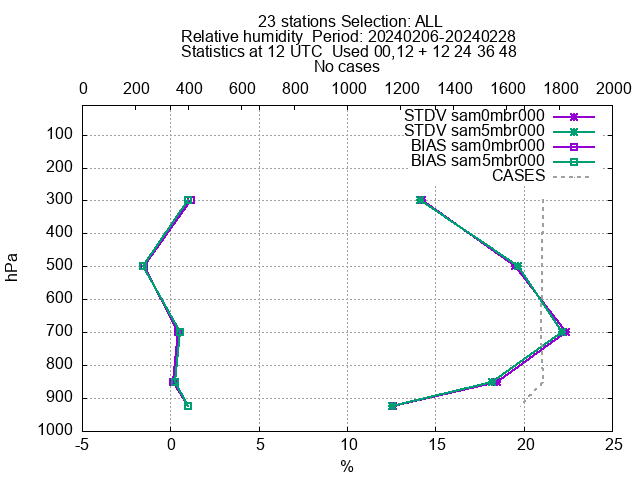 23 stations Selection: ALL
Relative humidity  Period: 20240206-20240228
Statistics at 12 UTC  Used 00,12 + 12 24 36 48
No cases
0 200 400 600 800 1000 1200 1400 1600 1800 2000
STDV sam0mbr000
STDV sam5mbr000
BIAS sam0mbr000
BIAS sam5mbr000
CASES
100
200
300
400
500
600
700
800
900
1000
hPa
-5 0 5 10 15 20 25
%